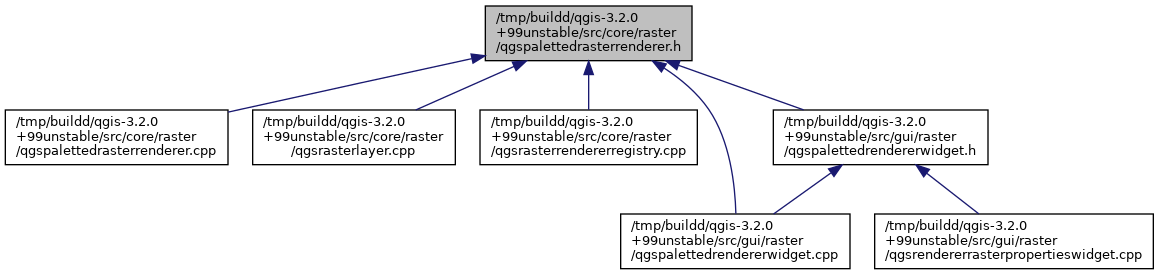 /tmp/buildd/qgis-3.2.0
+99unstable/src/core/raster
/qgspalettedrasterrenderer.h
/tmp/buildd/qgis-3.2.0
+99unstable/src/core/raster
/qgspalettedrasterrenderer.cpp
/tmp/buildd/qgis-3.2.0
+99unstable/src/core/raster
/qgsrasterlayer.cpp
/tmp/buildd/qgis-3.2.0
+99unstable/src/core/raster
/qgsrasterrendererregistry.cpp
/tmp/buildd/qgis-3.2.0
+99unstable/src/gui/raster
/qgspalettedrendererwidget.h
/tmp/buildd/qgis-3.2.0
+99unstable/src/gui/raster
/qgspalettedrendererwidget.cpp
/tmp/buildd/qgis-3.2.0
+99unstable/src/gui/raster
/qgsrendererrasterpropertieswidget.cpp